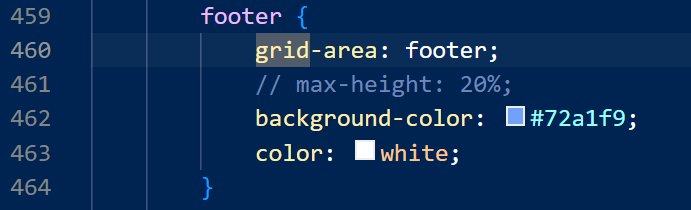 459 footer {
460 grid-area: footer;
461 // max-height: 20%;
462 background-color: #72a1f9;
463 color: white;
464 }